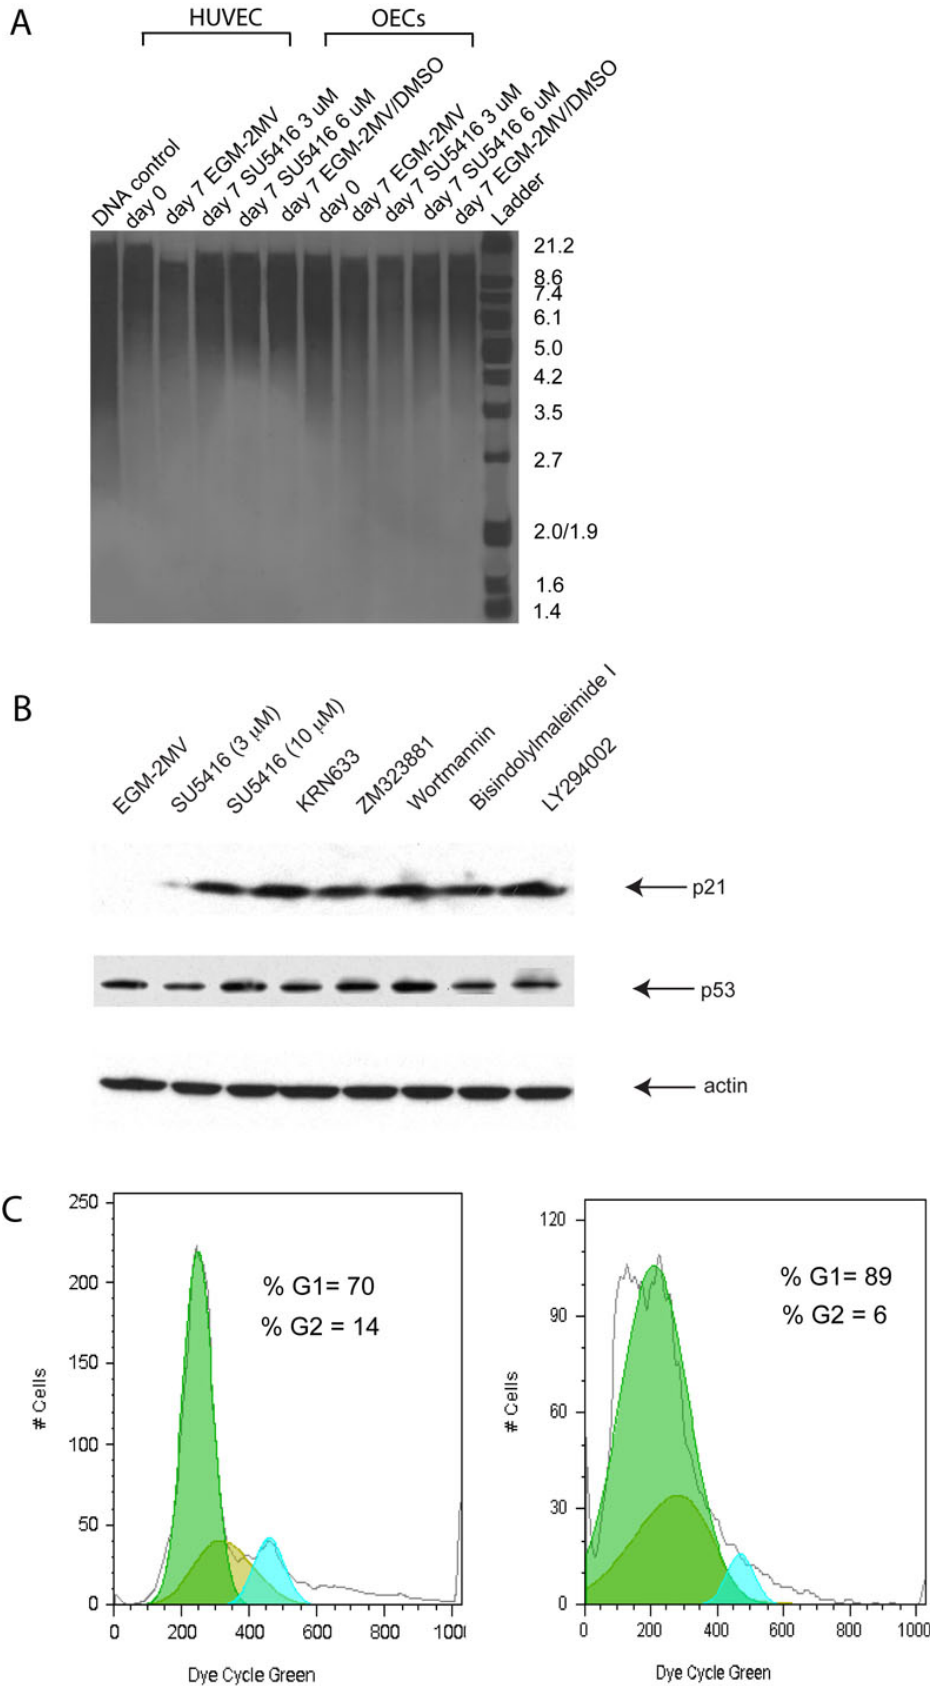 A
HUVEC OECs
DNA control
day 0
day 7 EGM-2MV
day 7 SU5416 3 uM
day 7 SU5416 6 uM
day 7 EGM-2MV/DMSO
day 0
day 7 EGM-2MV
day 7 SU5416 3 uM
day 7 SU5416 6 uM
day 7 EGM-2MV/DMSO
Ladder
21.2
8.6
7.4
6.1
5.0
4.2
3.5
2.7
2.0/1.9
1.6
1.4
B
EGM-2MV
SU5416 (3 μM)
SU5416 (10 μM)
KRN633
ZM323881
Wortmannin
Bisindolylmaleimide I
LY294002
p21
p53
actin
C
250
200
150
100
50
0
# Cells
% G1= 70
% G2 = 14
0 200 400 600 800 100
Dye Cycle Green
120
90
60
30
0
# Cells
% G1= 89
% G2 = 6
0 200 400 600 800 1000
Dye Cycle Green